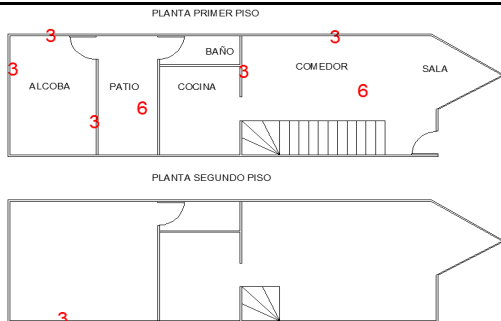 PLANTA PRIMER PISO
3
3
BAÑO
3
3
COMEDOR
SALA
ALCOBA
PATIO
COCINA
6
6
3
PLANTA SEGUNDO PISO
3